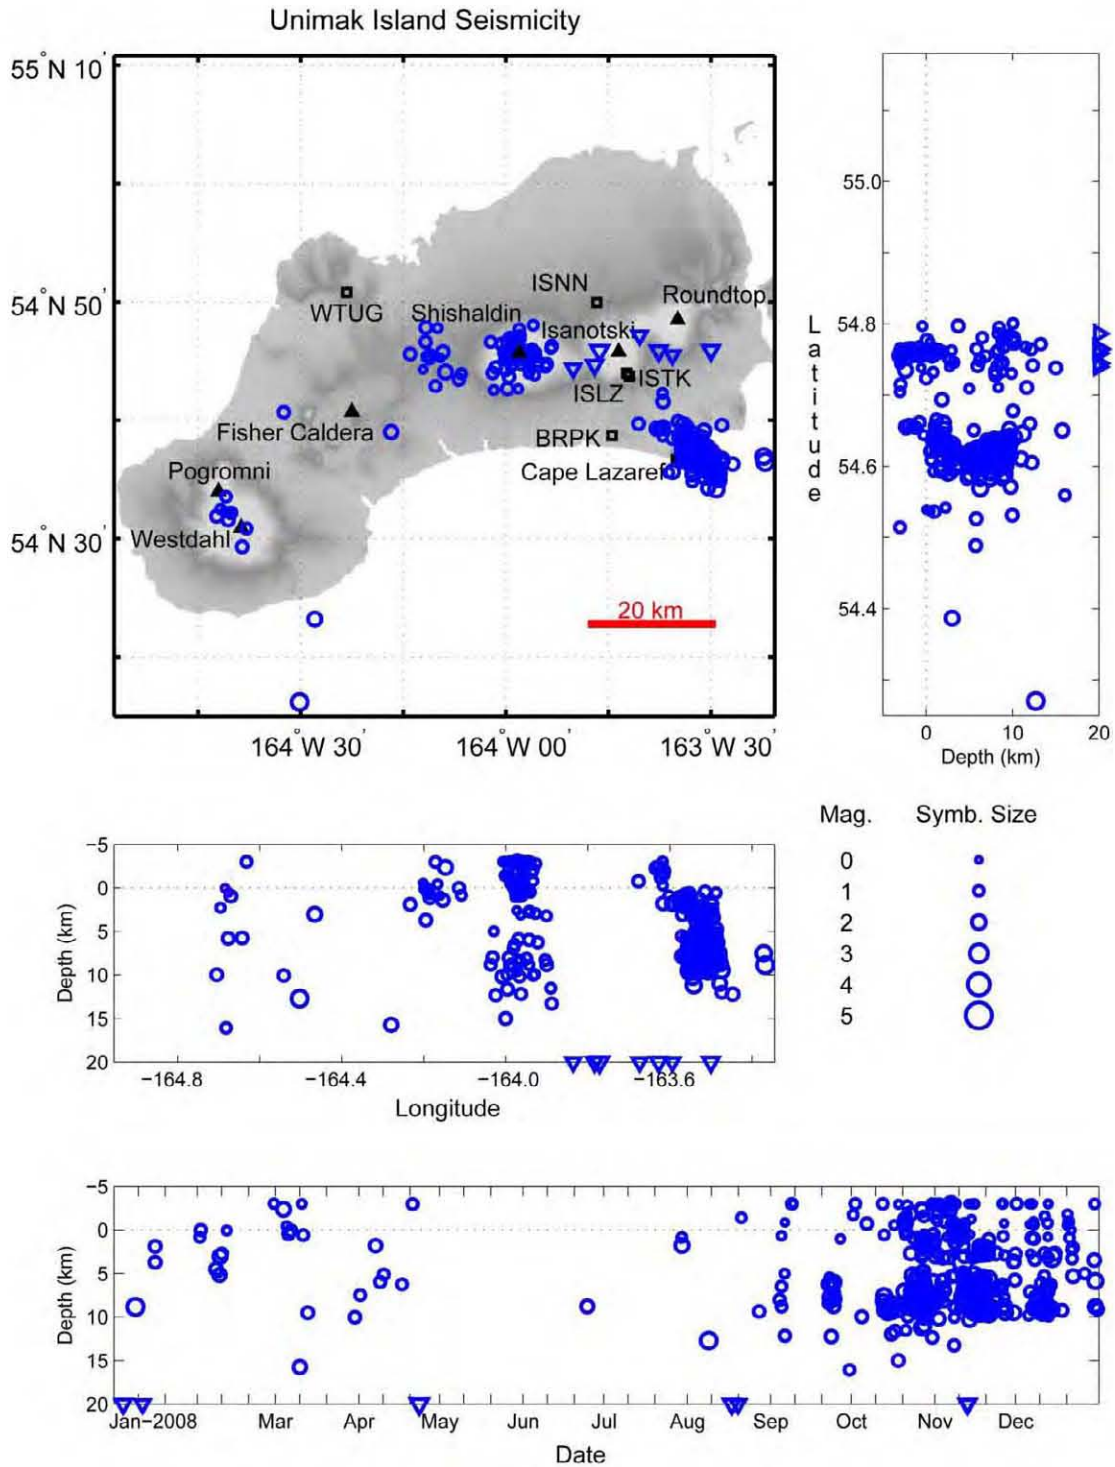 Unimak Island Seismicity
55°N 10'
54°N 50'
54°N 30'
WTUG
Shishaldin
ISNN
Isanotski
Roundtop
ISLZ
ISTK
Fisher Caldera
BRPK
Cape Lazaref
Pogromni
Westdahl
20 km
164°W 30'
164°W 00'
163°W 30'
55.0
54.8
54.6
54.4
Latitude
0
10
20
Depth (km)
Mag.
Symb. Size
0
1
2
3
4
5
-5
0
5
10
15
20
Depth (km)
-164.8
-164.4
-164.0
-163.6
Longitude
-5
0
5
10
15
20
Depth (km)
Jan-2008
Mar
Apr
May
Jun
Jul
Aug
Sep
Oct
Nov
Dec
Date